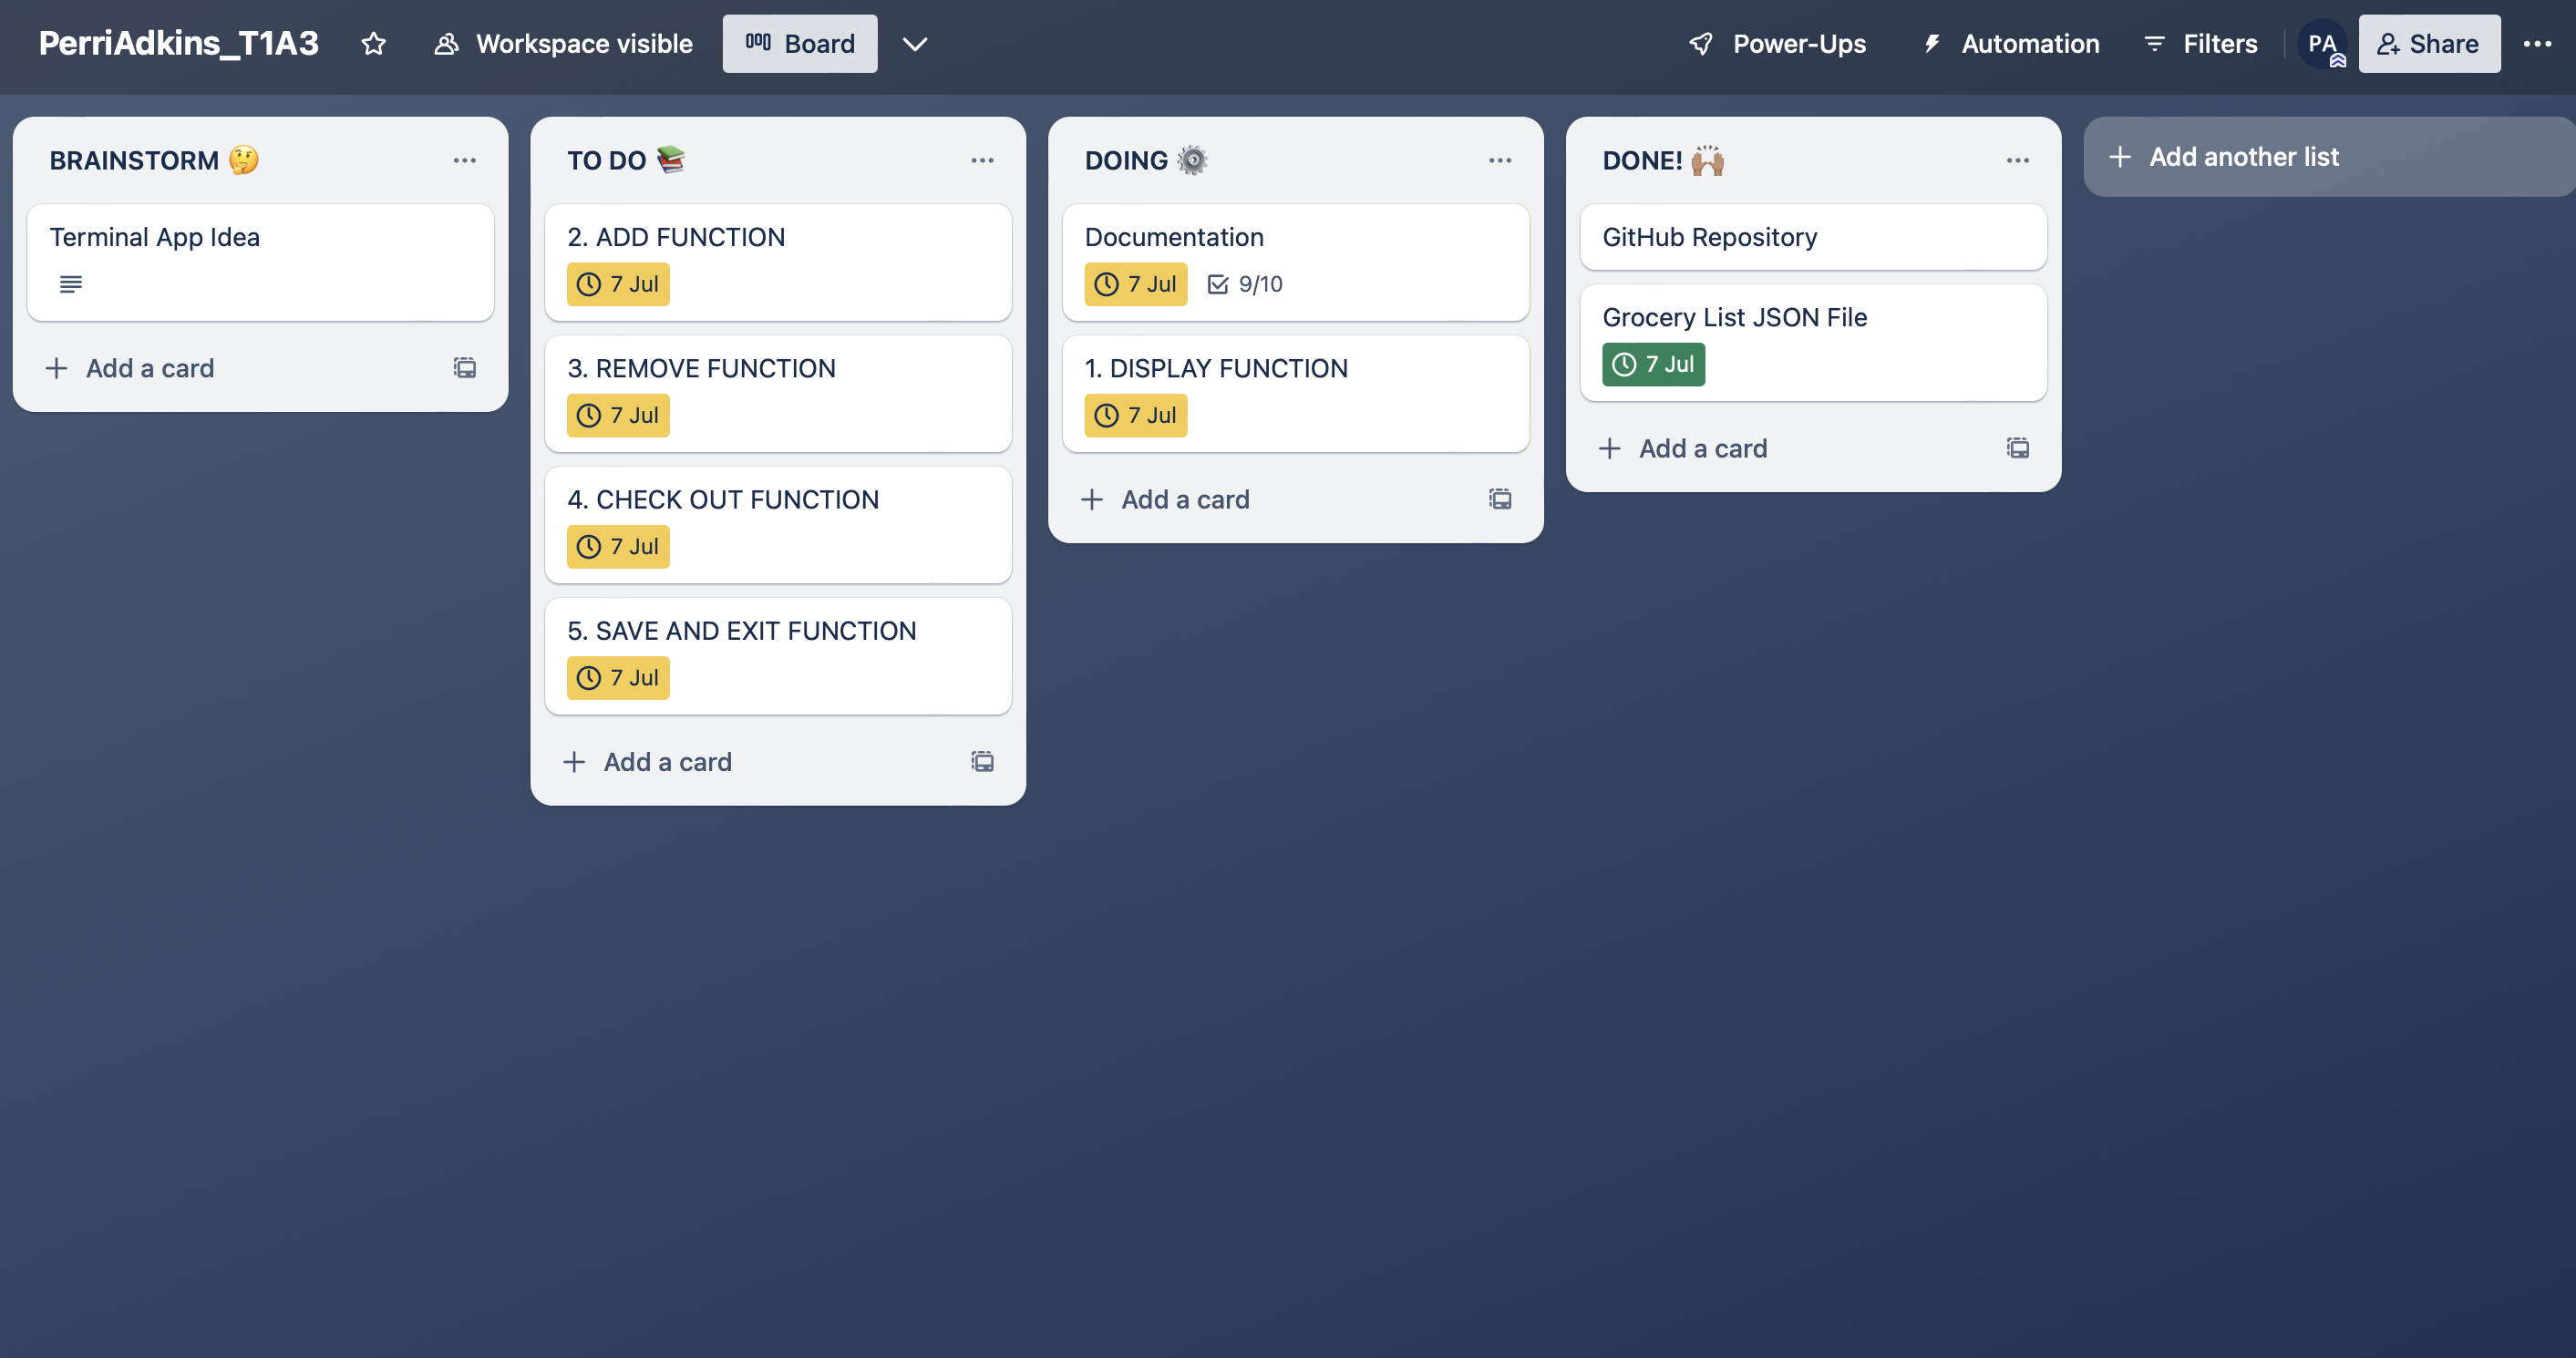 PerriAdkins_T1A3 Workspace visible Board Power-Ups Automation Filters PA Share
BRAINSTORM 🤔
Terminal App Idea
Add a card
TO DO 📚
2. ADD FUNCTION
7 Jul
3. REMOVE FUNCTION
7 Jul
4. CHECK OUT FUNCTION
7 Jul
5. SAVE AND EXIT FUNCTION
7 Jul
Add a card
DOING ⚙️
Documentation
7 Jul 9/10
1. DISPLAY FUNCTION
7 Jul
Add a card
DONE! 🙌🏽
GitHub Repository
Grocery List JSON File
7 Jul
Add a card
Add another list